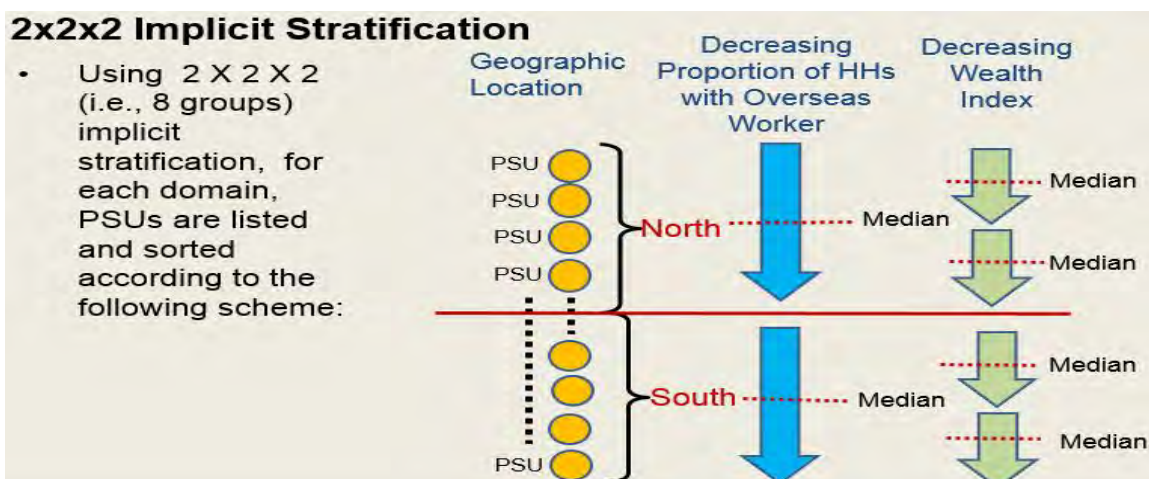 2x2x2 Implicit Stratification
• Using 2 X 2 X 2
(i.e., 8 groups)
implicit
stratification, for
each domain,
PSUs are listed
and sorted
according to the
following scheme:
Geographic
Location
Decreasing
Proportion of HHs
with Overseas
Worker
Decreasing
Wealth
Index
PSU
PSU
PSU
PSU
North
Median
Median
Median
PSU
South
Median
Median
Median